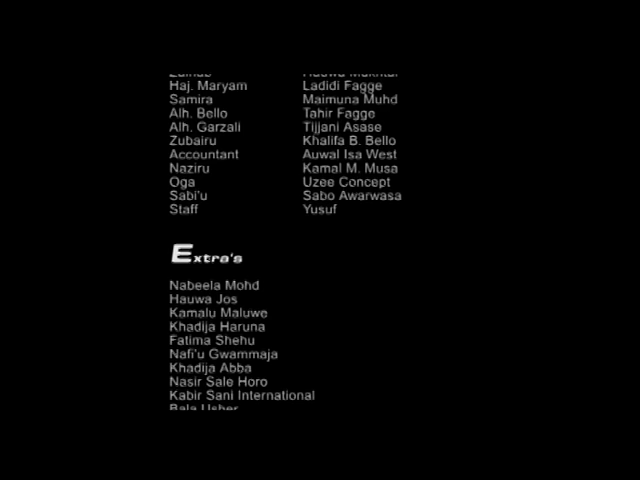 Haj. Maryam Ladidi Fagge
Samira Maimuna Muhd
Alh. Bello Tahir Fagge
Alh. Garzali Tijjani Asase
Zubairu Khalifa B. Bello
Accountant Auwal Isa West
Naziru Kamal M. Musa
Oga Uzee Concept
Sabi'u Sabo Awarwasa
Staff Yusuf
Extra's
Nabeela Mohd
Hauwa Jos
Kamalu Maluwe
Khadija Haruna
Fatima Shehu
Nafi'u Gwammaja
Khadija Abba
Nasir Sale Horo
Kabir Sani International
Bala Usher